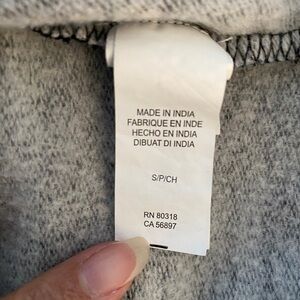 MADE IN INDIA
FABRIQUE EN INDE
HECHO EN INDIA
DIBUAT DI INDIA
S/P/CH
RN 80318
CA 56897